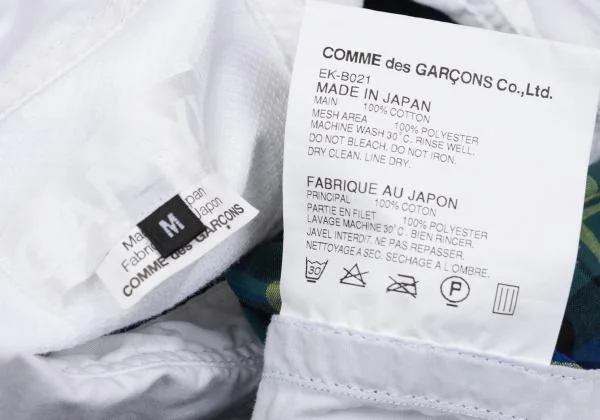 COMME des GARÇONS Co.,Ltd.
EK-B021
MADE IN JAPAN
MAIN 100% COTTON
MESH AREA 100% POLYESTER
MACHINE WASH 30°C. RINSE WELL.
DO NOT BLEACH. DO NOT IRON.
DRY CLEAN. LINE DRY.
FABRIQUE AU JAPON
PRINCIPAL 100% COTON
PARTIE EN FILET 100% POLYESTER
LAVAGE MACHINE 30°C. BIEN RINCER.
JAVEL INTERDIT. NE PAS REPASSER.
NETTOYAGE A SEC. SECHAGE A L'OMBRE.
30
P
M
Japan
COMME des GARÇONS